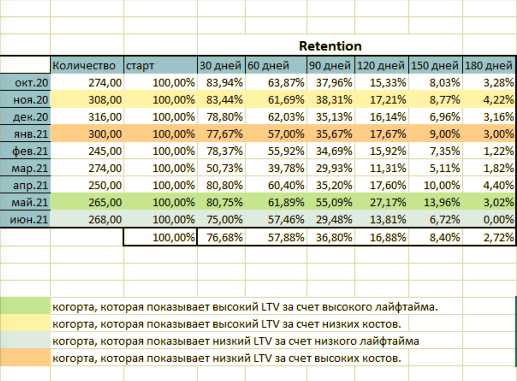 Retention
Количество старт 30 дней 60 дней 90 дней 120 дней 150 дней 180 дней
окт.20 274,00 100,00% 83,94% 63,87% 37,96% 15,33% 8,03% 3,28%
ноя.20 308,00 100,00% 83,44% 61,69% 38,31% 17,21% 8,77% 4,22%
дек.20 316,00 100,00% 78,80% 62,03% 35,13% 16,14% 6,96% 3,16%
янв.21 300,00 100,00% 77,67% 57,00% 35,67% 17,67% 9,00% 3,00%
фев.21 245,00 100,00% 78,37% 55,92% 34,69% 15,92% 7,35% 1,22%
мар.21 274,00 100,00% 50,73% 39,78% 29,93% 11,31% 5,11% 1,82%
апр.21 250,00 100,00% 80,80% 60,40% 35,20% 17,60% 10,00% 4,40%
май.21 265,00 100,00% 80,75% 61,89% 55,09% 27,17% 13,96% 3,02%
июн.21 268,00 100,00% 75,00% 57,46% 29,48% 13,81% 6,72% 0,00%
100,00% 76,68% 57,88% 36,80% 16,88% 8,40% 2,72%
когорта, которая показывает высокий LTV за счет высокого лайфтайма.
когорта, которая показывает высокий LTV за счет низких костов.
когорта, которая показывает низкий LTV за счет низкого лайфтайма
когорта, которая показывает низкий LTV за счет высоких костов.